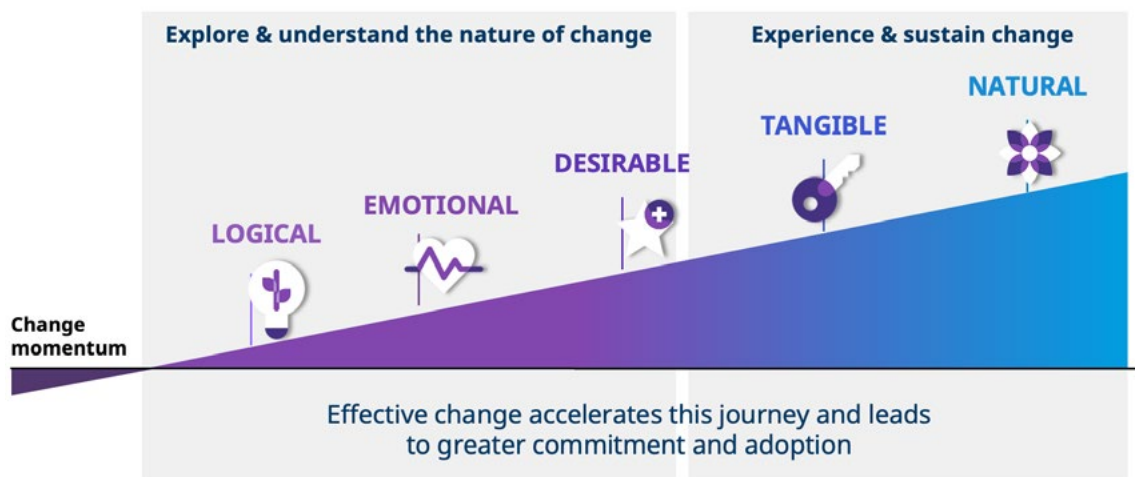 Explore & understand the nature of change
Experience & sustain change
NATURAL
TANGIBLE
DESIRABLE
EMOTIONAL
LOGICAL
Change
momentum
Effective change accelerates this journey and leads
to greater commitment and adoption